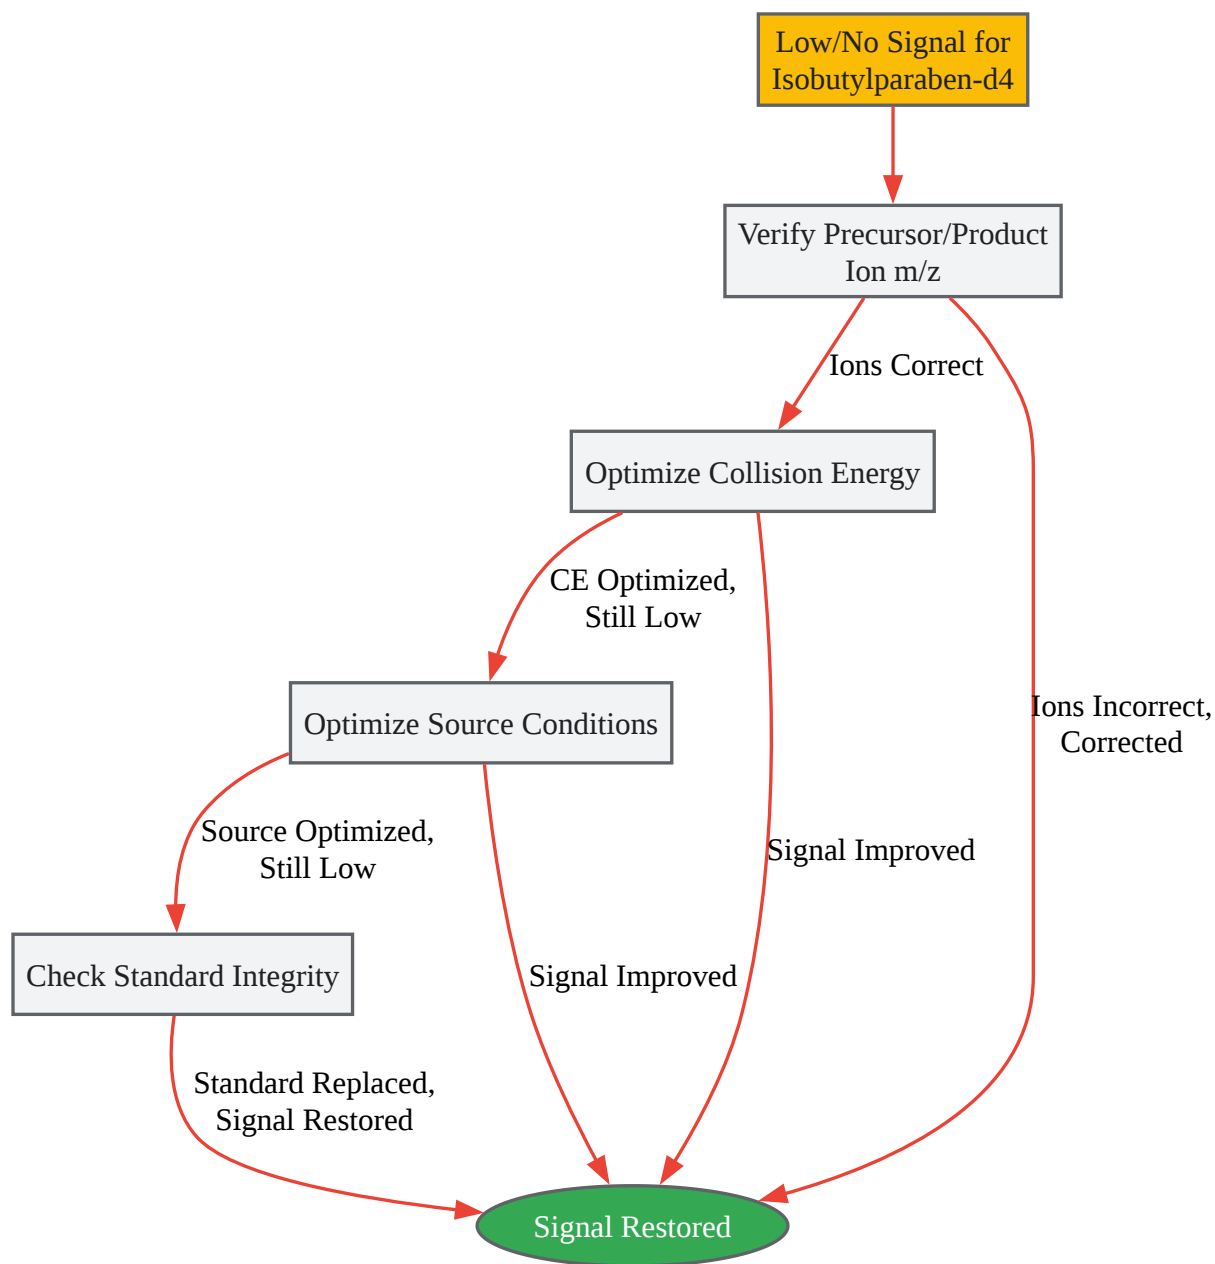 Low/No Signal for
Isobutylparaben-d4
Verify Precursor/Product
Ion m/z
Ions Correct
Optimize Collision Energy
CE Optimized,
Still Low
Ions Incorrect,
Corrected
Optimize Source Conditions
Source Optimized,
Still Low
Signal Improved
Check Standard Integrity
Signal Improved
Standard Replaced,
Signal Restored
Signal Restored